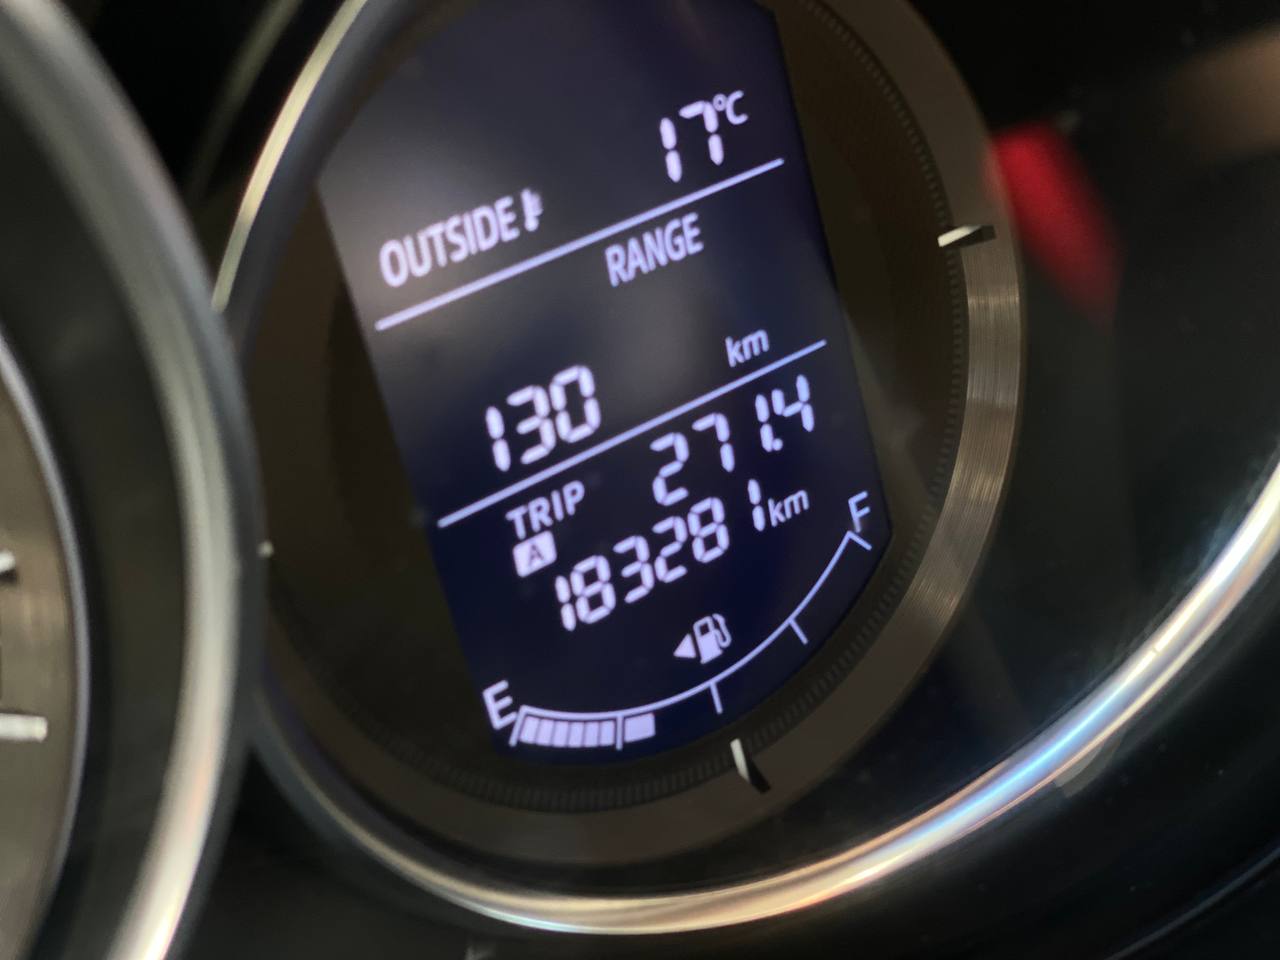 17°C
OUTSIDE
RANGE
130 km
TRIP A 271.4
183281 km
F
E